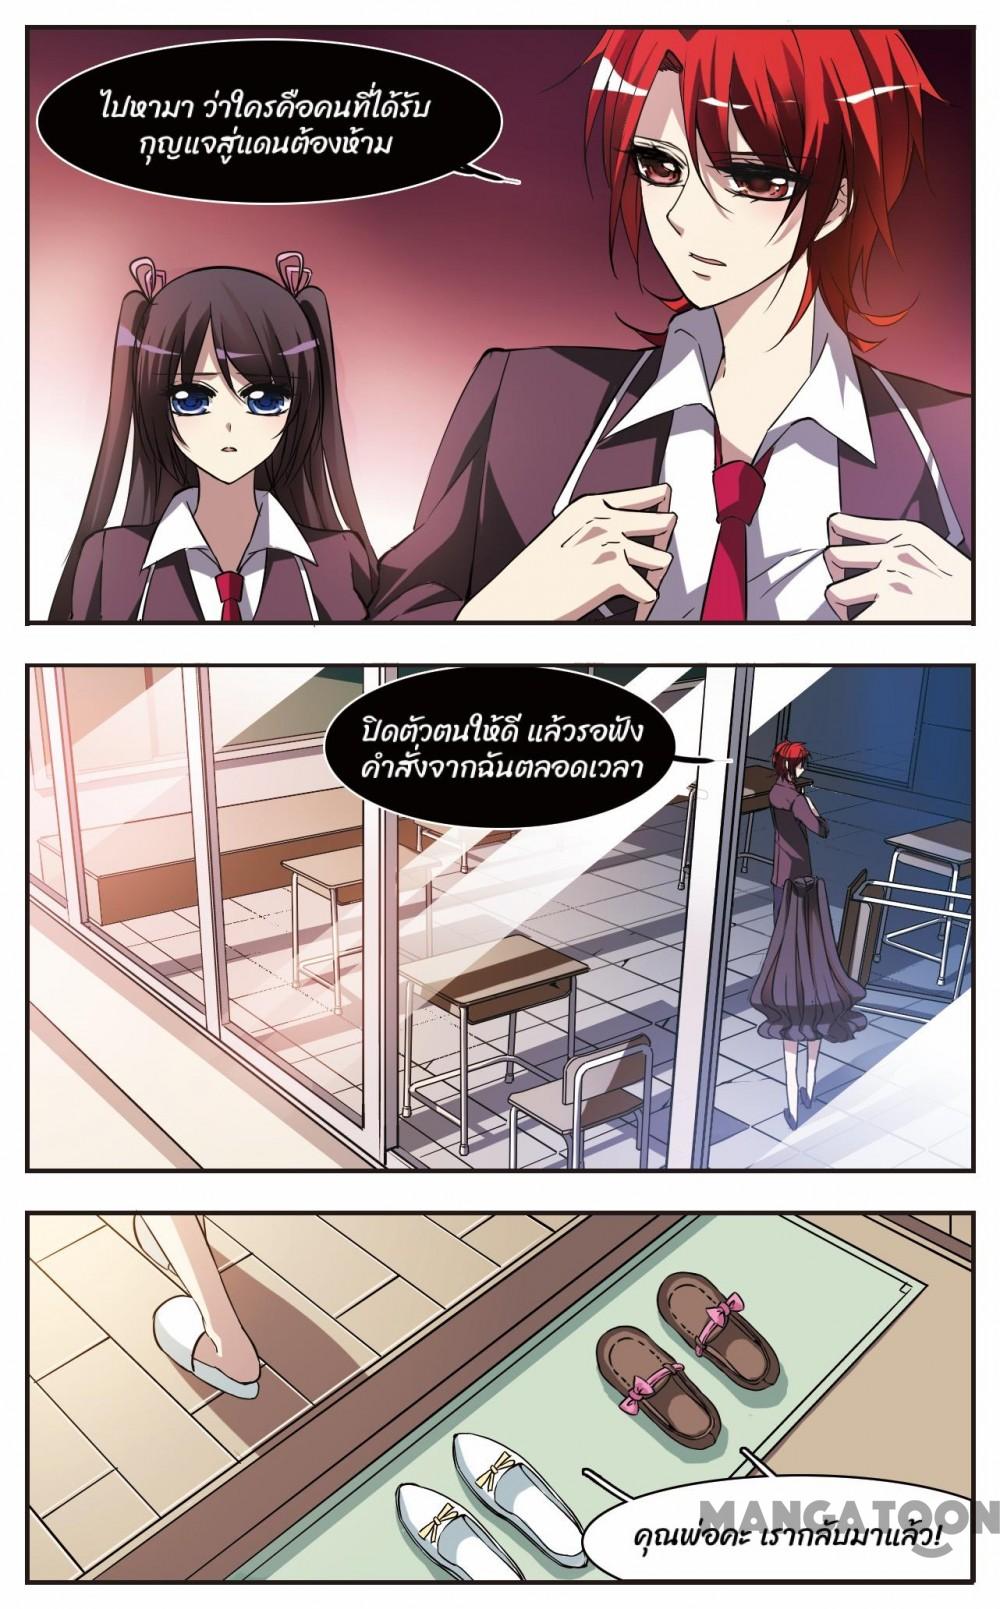 ไปหามา ว่าใครคือคนที่ได้รับ
กุญแจสู่แดนต้องห้าม
ปิดตัวตนให้ดี แล้วรอฟัง
คำสั่งจากฉันตลอดเวลา
MANGATOON
คุณพ่อคะ เรากลับมาแล้ว!